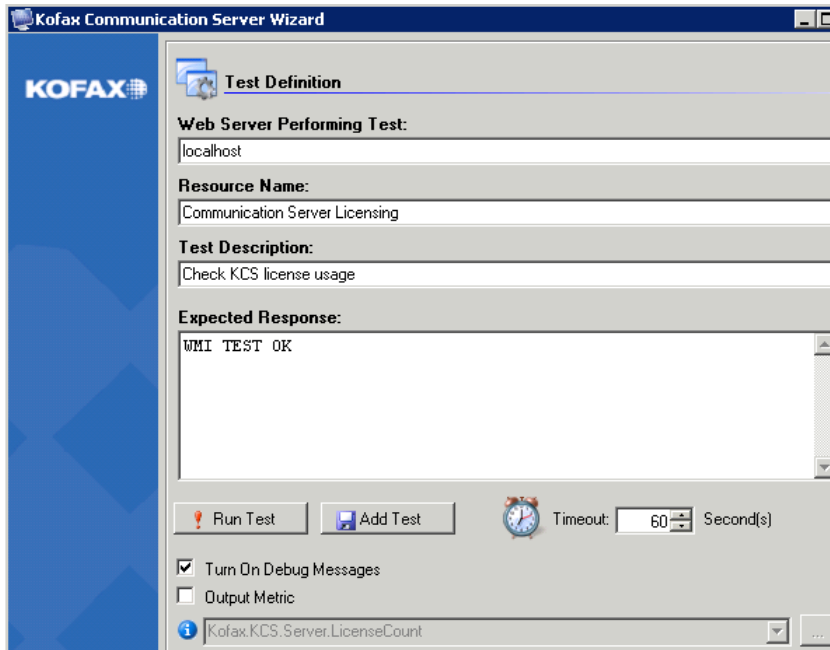 Kofax Communication Server Wizard
KOFAX
Test Definition
Web Server Performing Test:
localhost
Resource Name:
Communication Server Licensing
Test Description:
Check KCS license usage
Expected Response:
WMI TEST OK
Run Test
Add Test
Timeout: 60 Second(s)
Turn On Debug Messages
Output Metric
Kofax.KCS.Server.LicenseCount
...